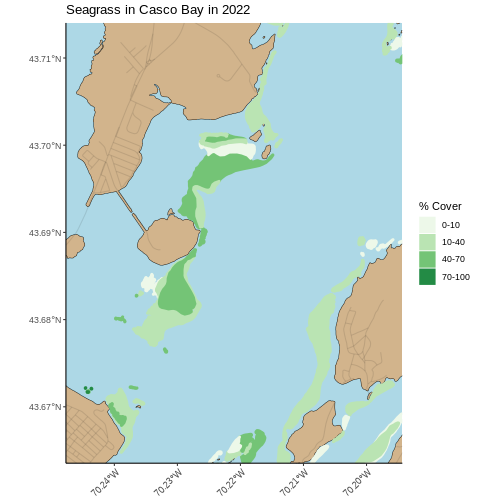 Seagrass in Casco Bay in 2022
43.71°N
43.70°N
43.69°N
43.68°N
43.67°N
70.24°W
70.23°W
70.22°W
70.21°W
70.20°W
% Cover
0-10
10-40
40-70
70-100